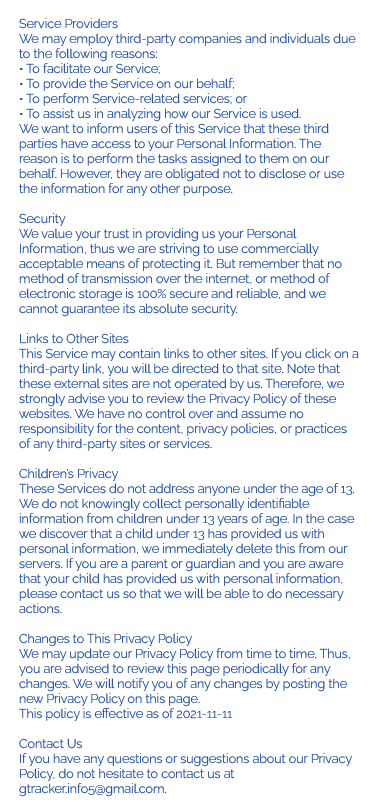 Service Providers
We may employ third-party companies and individuals due
to the following reasons:
• To facilitate our Service;
• To provide the Service on our behalf;
• To perform Service-related services; or
• To assist us in analyzing how our Service is used.
We want to inform users of this Service that these third
parties have access to your Personal Information. The
reason is to perform the tasks assigned to them on our
behalf. However, they are obligated not to disclose or use
the information for any other purpose.

Security
We value your trust in providing us your Personal
Information, thus we are striving to use commercially
acceptable means of protecting it. But remember that no
method of transmission over the internet, or method of
electronic storage is 100% secure and reliable, and we
cannot guarantee its absolute security.

Links to Other Sites
This Service may contain links to other sites. If you click on a
third-party link, you will be directed to that site. Note that
these external sites are not operated by us. Therefore, we
strongly advise you to review the Privacy Policy of these
websites. We have no control over and assume no
responsibility for the content, privacy policies, or practices
of any third-party sites or services.

Children's Privacy
These Services do not address anyone under the age of 13.
We do not knowingly collect personally identifiable
information from children under 13 years of age. In the case
we discover that a child under 13 has provided us with
personal information, we immediately delete this from our
servers. If you are a parent or guardian and you are aware
that your child has provided us with personal information,
please contact us so that we will be able to do necessary
actions.

Changes to This Privacy Policy
We may update our Privacy Policy from time to time. Thus,
you are advised to review this page periodically for any
changes. We will notify you of any changes by posting the
new Privacy Policy on this page.
This policy is effective as of 2021-11-11

Contact Us
If you have any questions or suggestions about our Privacy
Policy, do not hesitate to contact us at
gtracker.info5@gmail.com.